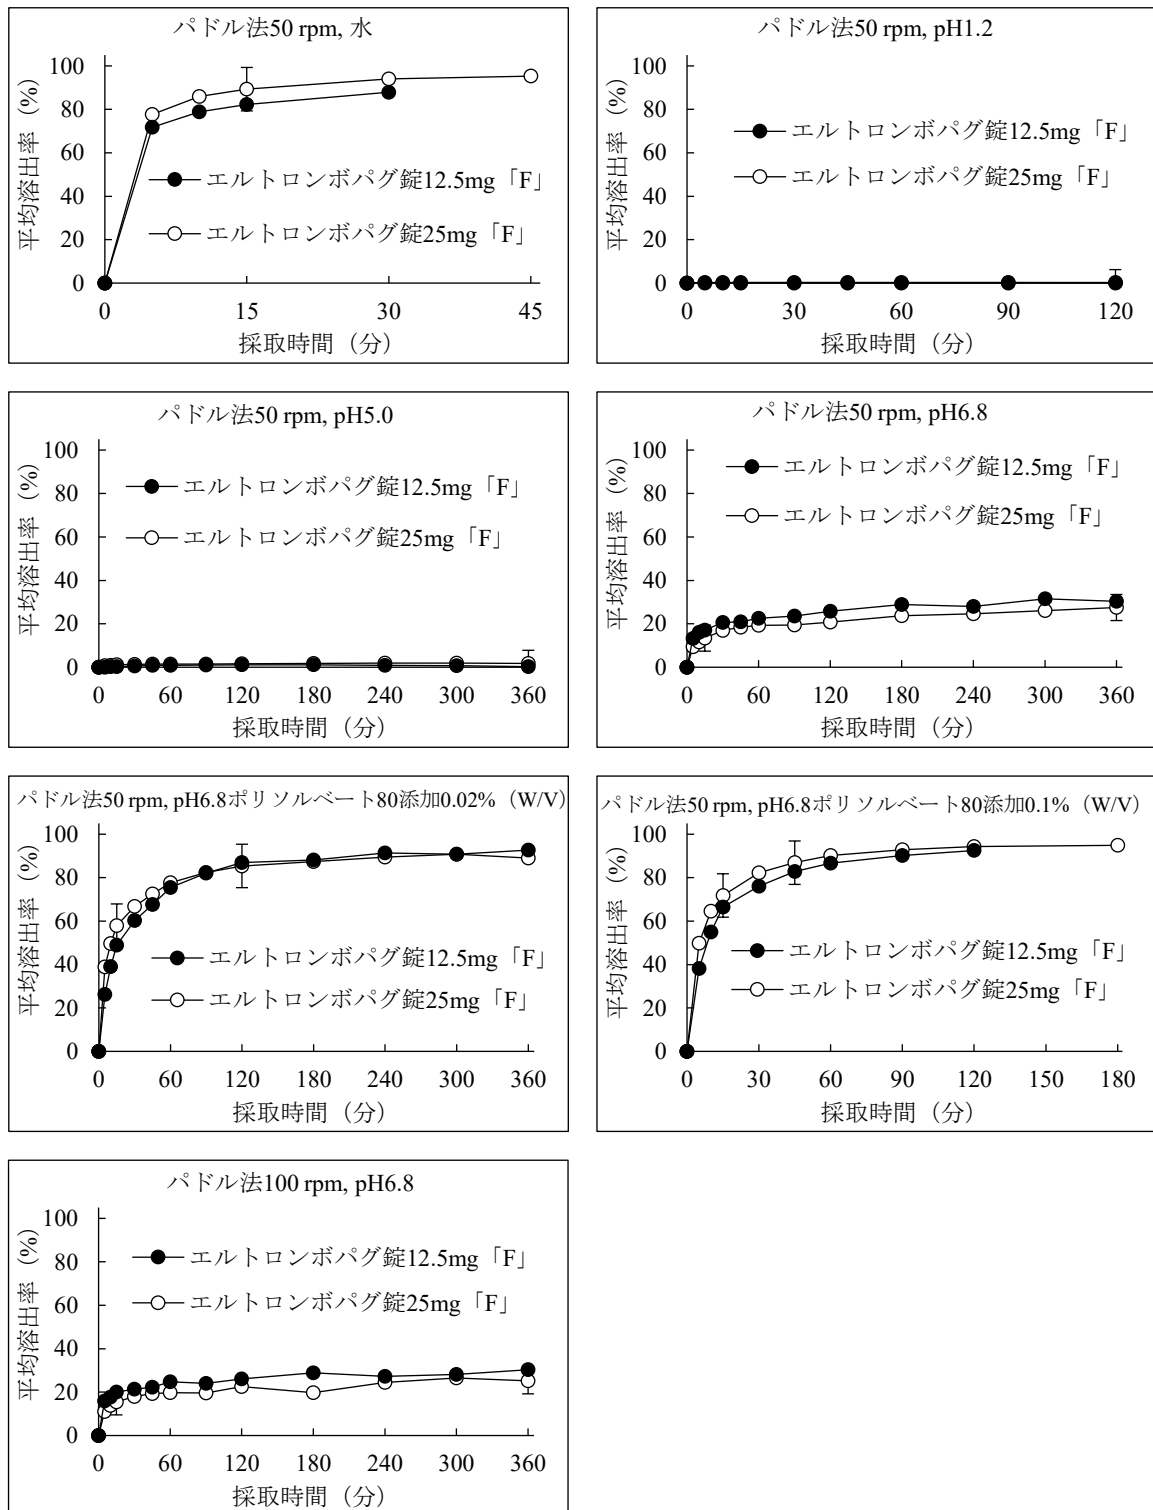 パドル法50 rpm, 水
平均溶出率 (%)
100
80
60
40
20
0
エルトロンボパグ錠12.5mg「F」
エルトロンボパグ錠25mg「F」
0 15 30 45
採取時間（分）
パドル法50 rpm, pH1.2
平均溶出率 (%)
100
80
60
40
20
0
エルトロンボパグ錠12.5mg「F」
エルトロンボパグ錠25mg「F」
0 30 60 90 120
採取時間（分）
パドル法50 rpm, pH5.0
平均溶出率 (%)
100
80
60
40
20
0
エルトロンボパグ錠12.5mg「F」
エルトロンボパグ錠25mg「F」
0 60 120 180 240 300 360
採取時間（分）
パドル法50 rpm, pH6.8
平均溶出率 (%)
100
80
60
40
20
0
エルトロンボパグ錠12.5mg「F」
エルトロンボパグ錠25mg「F」
0 60 120 180 240 300 360
採取時間（分）
パドル法50 rpm, pH6.8ポリソルベート80添加0.02%（W/V）
平均溶出率 (%)
100
80
60
40
20
0
エルトロンボパグ錠12.5mg「F」
エルトロンボパグ錠25mg「F」
0 60 120 180 240 300 360
採取時間（分）
パドル法50 rpm, pH6.8ポリソルベート80添加0.1%（W/V）
平均溶出率 (%)
100
80
60
40
20
0
エルトロンボパグ錠12.5mg「F」
エルトロンボパグ錠25mg「F」
0 30 60 90 120 150 180
採取時間（分）
パドル法100 rpm, pH6.8
平均溶出率 (%)
100
80
60
40
20
0
エルトロンボパグ錠12.5mg「F」
エルトロンボパグ錠25mg「F」
0 60 120 180 240 300 360
採取時間（分）